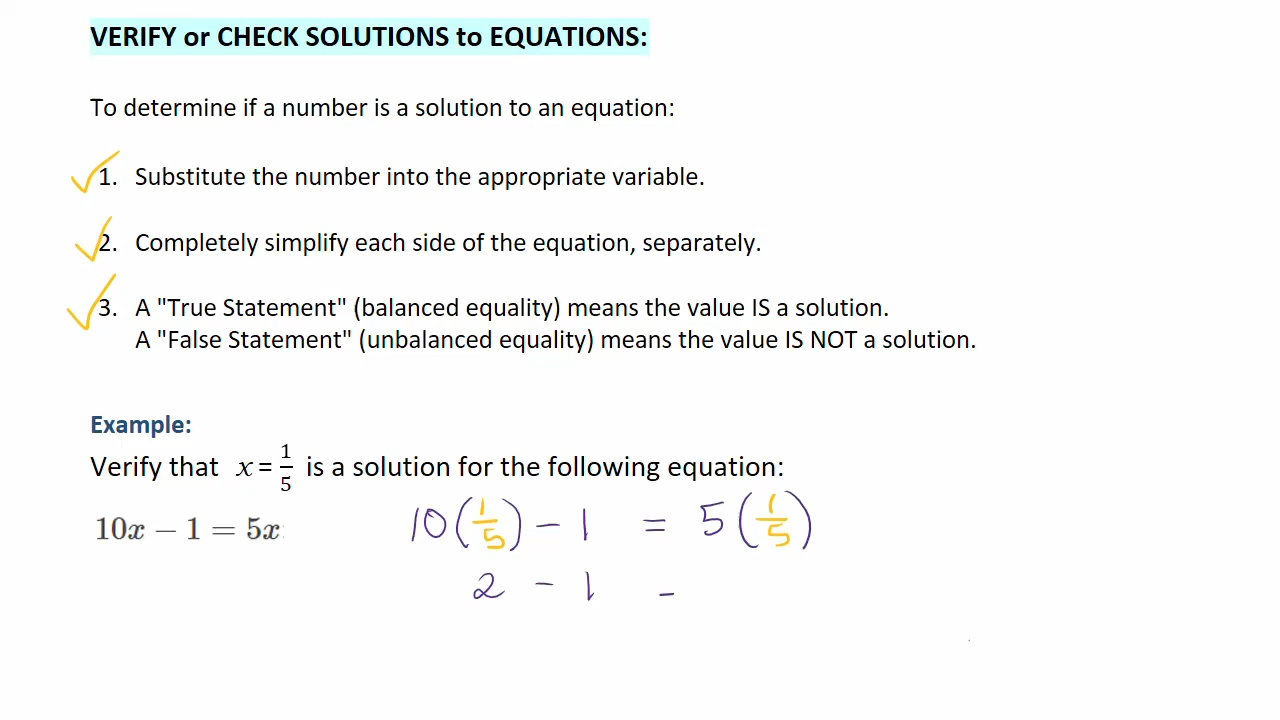 VERIFY or CHECK SOLUTIONS to EQUATIONS:
To determine if a number is a solution to an equation:
1. Substitute the number into the appropriate variable.
2. Completely simplify each side of the equation, separately.
3. A "True Statement" (balanced equality) means the value IS a solution.
A "False Statement" (unbalanced equality) means the value IS NOT a solution.
Example:
Verify that x = 1/5 is a solution for the following equation:
10x − 1 = 5x
10(1/5) − 1 = 5(1/5)
2 − 1 -